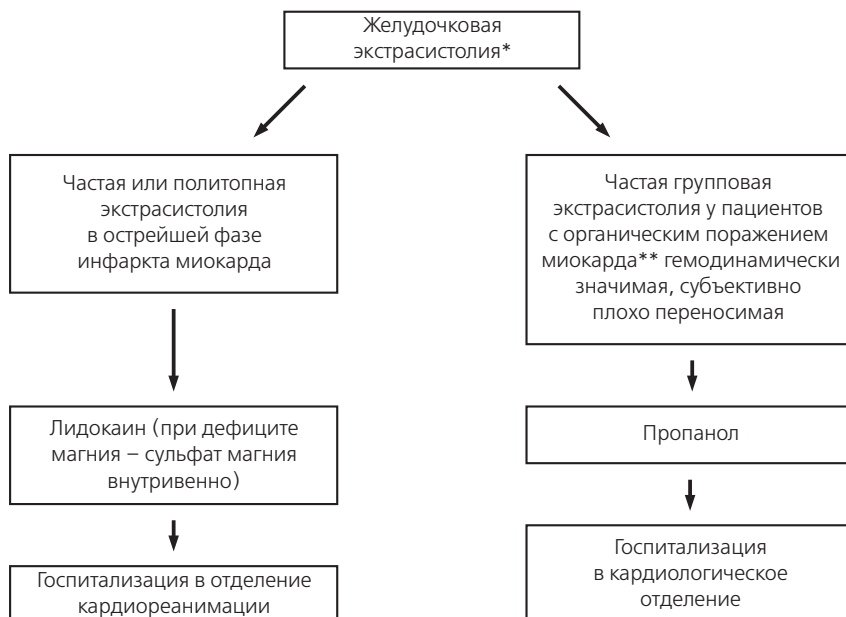 Желудочковая
экстрасистолия*
Частая или политопная
экстрасистолия
в острейшей фазе
инфаркта миокарда
Лидокаин (при дефиците
магния – сульфат магния
внутривенно)
Госпитализация в отделение
кардиореанимации
Частая групповая
экстрасистолия у пациентов
с органическим поражением
миокарда** гемодинамически
значимая, субъективно
плохо переносимая
Пропанол
Госпитализация
в кардиологическое
отделение